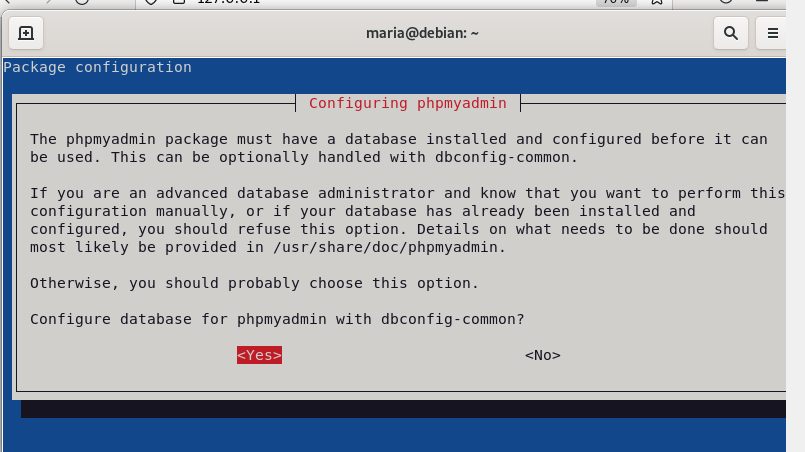 maria@debian: ~
Package configuration
Configuring phpmyadmin
The phpmyadmin package must have a database installed and configured before it can
be used. This can be optionally handled with dbconfig-common.
If you are an advanced database administrator and know that you want to perform this
configuration manually, or if your database has already been installed and
configured, you should refuse this option. Details on what needs to be done should
most likely be provided in /usr/share/doc/phpmyadmin.
Otherwise, you should probably choose this option.
Configure database for phpmyadmin with dbconfig-common?
<Yes> <No>